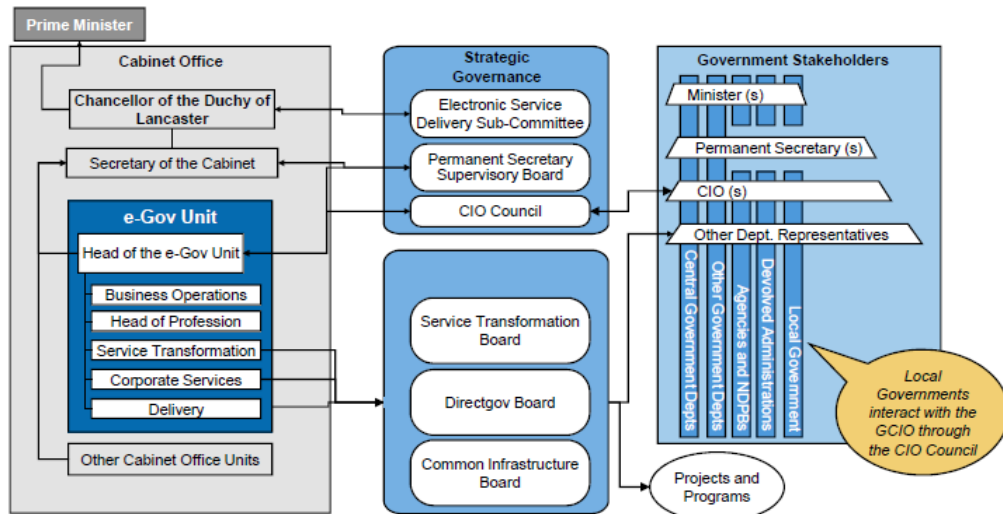 Prime Minister
Cabinet Office
Chancellor of the Duchy of
Lancaster
Secretary of the Cabinet
e-Gov Unit
Head of the e-Gov Unit
Business Operations
Head of Profession
Service Transformation
Corporate Services
Delivery
Other Cabinet Office Units
Strategic
Governance
Electronic Service
Delivery Sub-Committee
Permanent Secretary
Supervisory Board
CIO Council
Service Transformation
Board
Directgov Board
Common Infrastructure
Board
Government Stakeholders
Minister (s)
Permanent Secretary (s)
CIO (s)
Other Dept. Representatives
Central Government Depts
Other Government Depts
Agencies and NDPBs
Devolved Administrations
Local Government
Local
Governments
interact with the
GCIO through
the CIO Council
Projects and
Programs